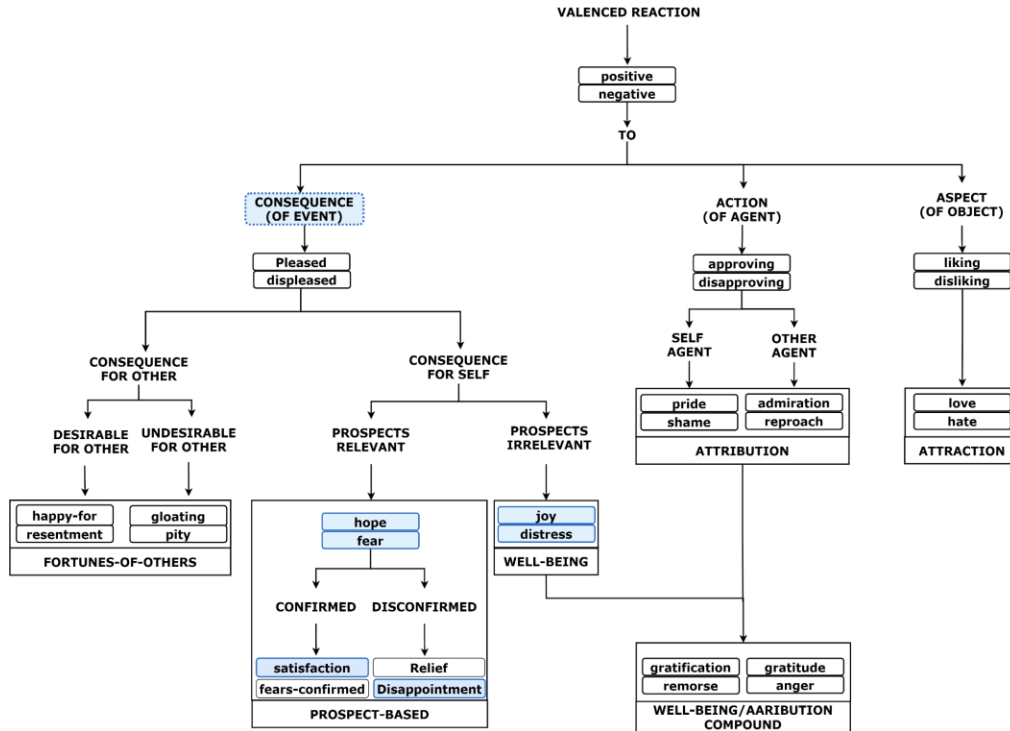 VALENCED REACTION
positive
negative
TO
CONSEQUENCE
(OF EVENT)
ACTION
(OF AGENT)
ASPECT
(OF OBJECT)
Pleased
displeased
approving
disapproving
liking
disliking
SELF
AGENT
OTHER
AGENT
CONSEQUENCE
FOR OTHER
CONSEQUENCE
FOR SELF
pride
shame
admiration
reproach
ATTRIBUTION
love
hate
ATTRACTION
DESIRABLE
FOR OTHER
UNDESIRABLE
FOR OTHER
PROSPECTS
RELEVANT
PROSPECTS
IRRELEVANT
happy-for
resentment
gloating
pity
FORTUNES-OF-OTHERS
hope
fear
joy
distress
WELL-BEING
CONFIRMED
DISCONFIRMED
satisfaction
fears-confirmed
Relief
Disappointment
PROSPECT-BASED
gratification
remorse
gratitude
anger
WELL-BEING/AARIBUTION
COMPOUND